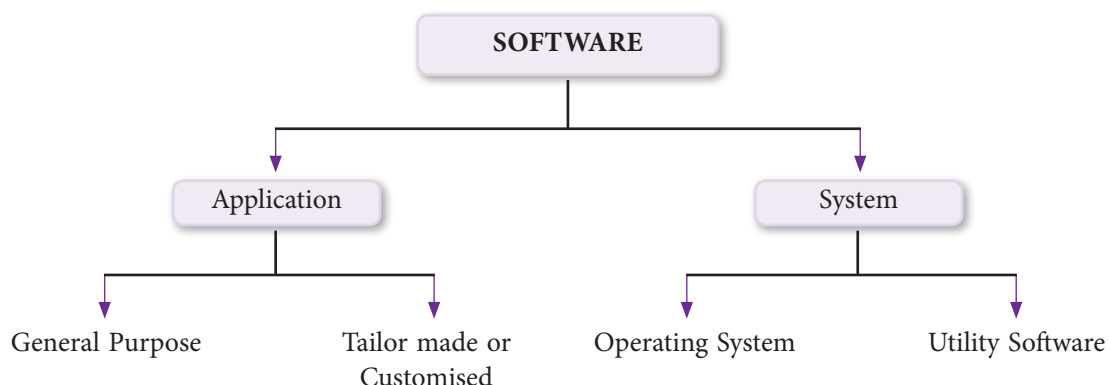 SOFTWARE
Application
System
General Purpose
Tailor made or
Customised
Operating System
Utility Software